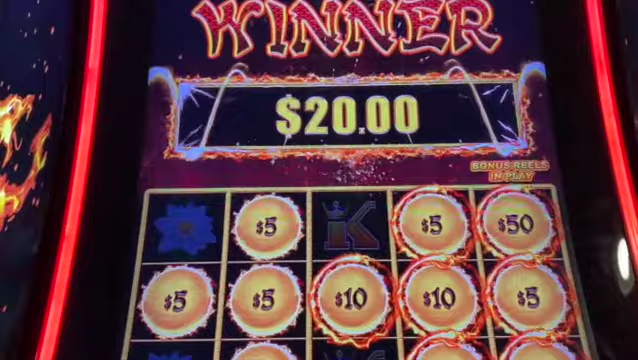 WINNER
$20.00
BONUS REELS
IN PLAY
$5 K $5 $50
$5 $5 $10 $10 $5